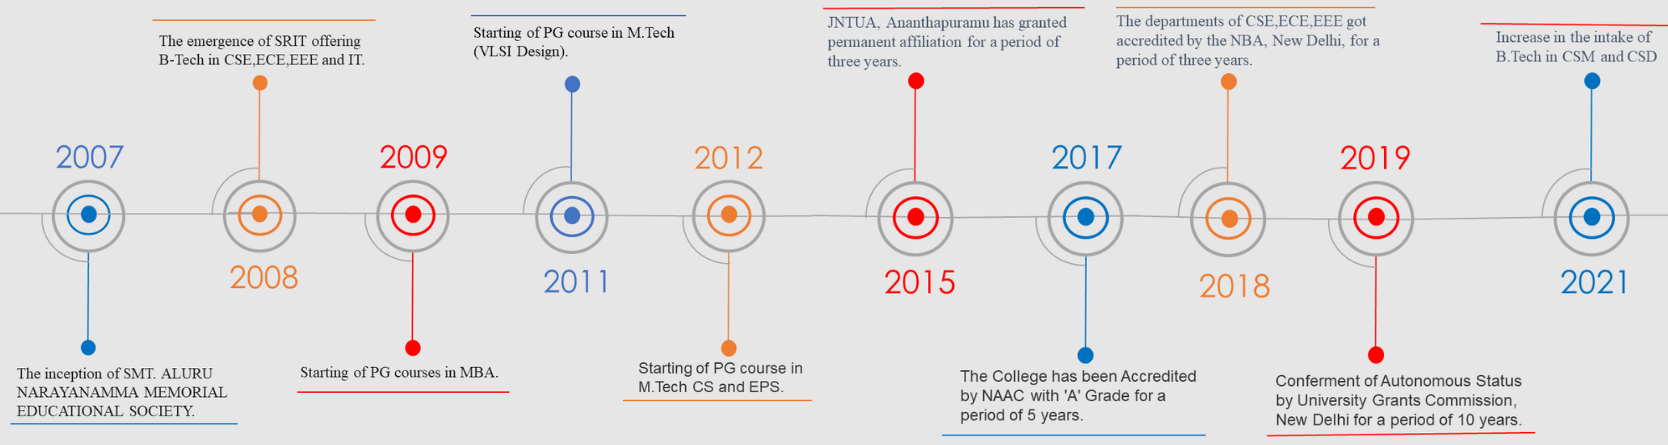 2007
The inception of SMT. ALURU
NARAYANAMMA MEMORIAL
EDUCATIONAL SOCIETY.
The emergence of SRIT offering
B-Tech in CSE,ECE,EEE and IT.
2008
2009
Starting of PG courses in MBA.
Starting of PG course in M.Tech
(VLSI Design).
2011
2012
Starting of PG course in
M.Tech CS and EPS.
JNTUA, Ananthapuramu has granted
permanent affiliation for a period of
three years.
2015
2017
The College has been Accredited
by NAAC with 'A' Grade for a
period of 5 years.
The departments of CSE,ECE,EEE got
accredited by the NBA, New Delhi, for a
period of three years.
2018
2019
Conferment of Autonomous Status
by University Grants Commission,
New Delhi for a period of 10 years.
Increase in the intake of
B.Tech in CSM and CSD
2021